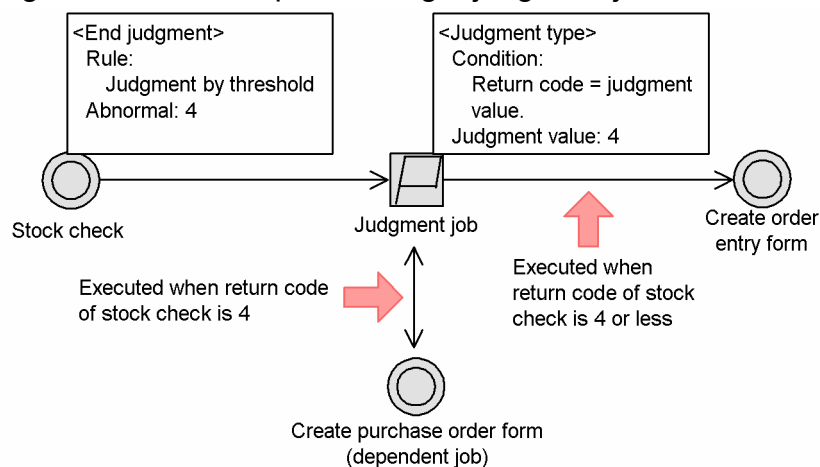 <End judgment>
Rule:
Judgment by threshold
Abnormal: 4
<Judgment type>
Condition:
Return code = judgment
value.
Judgment value: 4
Stock check
Judgment job
Create order
entry form
Executed when return code
of stock check is 4
Executed when
return code of stock
check is 4 or less
Create purchase order form
(dependent job)